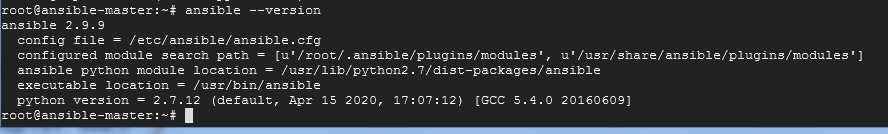 root@ansible-master:~# ansible --version
ansible 2.9.9
  config file = /etc/ansible/ansible.cfg
  configured module search path = [u'/root/.ansible/plugins/modules', u'/usr/share/ansible/plugins/modules']
  ansible python module location = /usr/lib/python2.7/dist-packages/ansible
  executable location = /usr/bin/ansible
  python version = 2.7.12 (default, Apr 15 2020, 17:07:12) [GCC 5.4.0 20160609]
root@ansible-master:~#